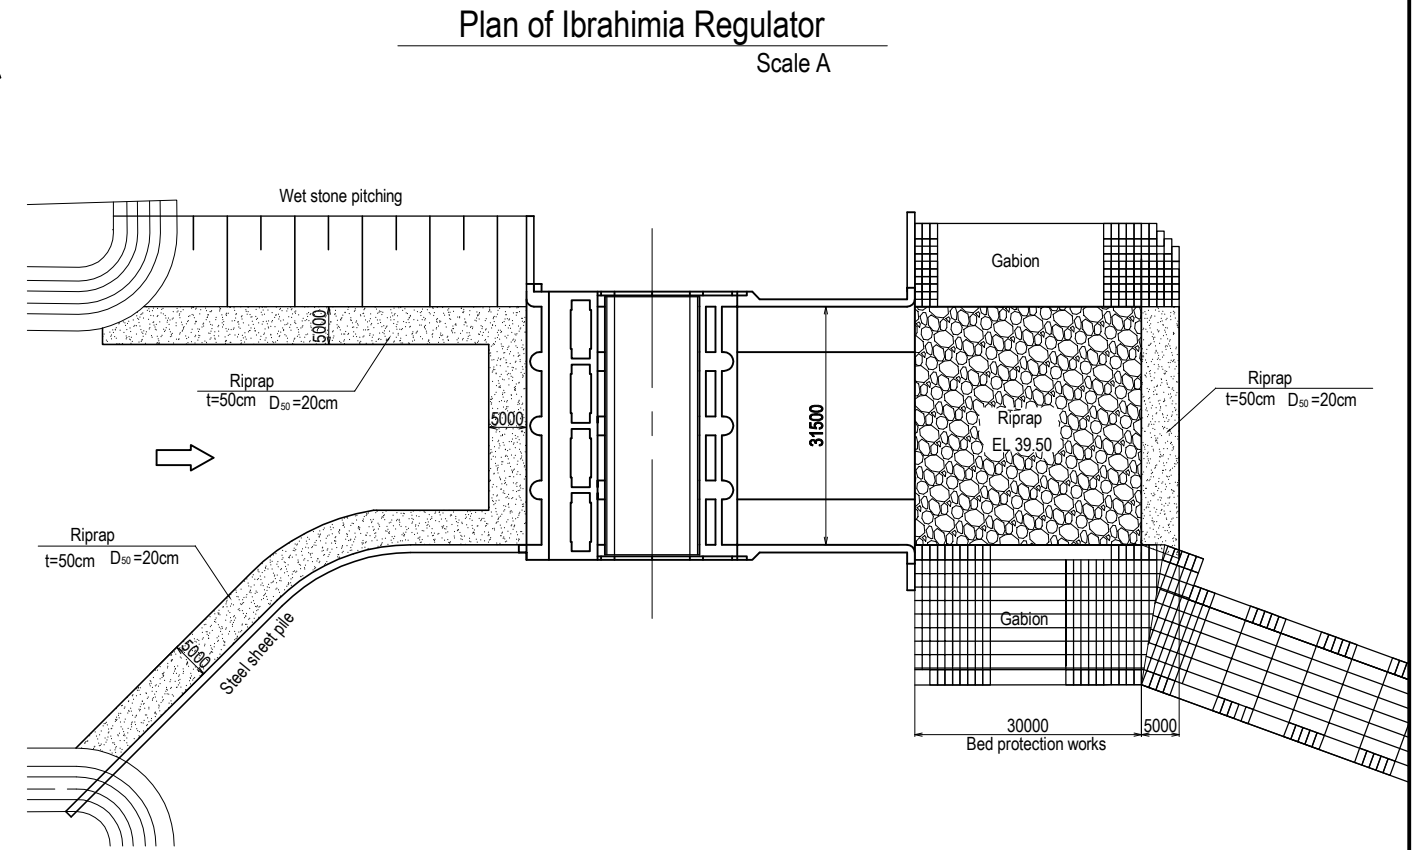 Plan of Ibrahimia Regulator
Scale A
Wet stone pitching
Gabion
5000
Riprap
t=50cm D₅₀=20cm
Riprap
t=50cm D₅₀=20cm
5000
31500
Riprap
EL 39.50
Riprap
t=50cm D₅₀=20cm
5000
Steel sheet pile
Gabion
30000
5000
Bed protection works